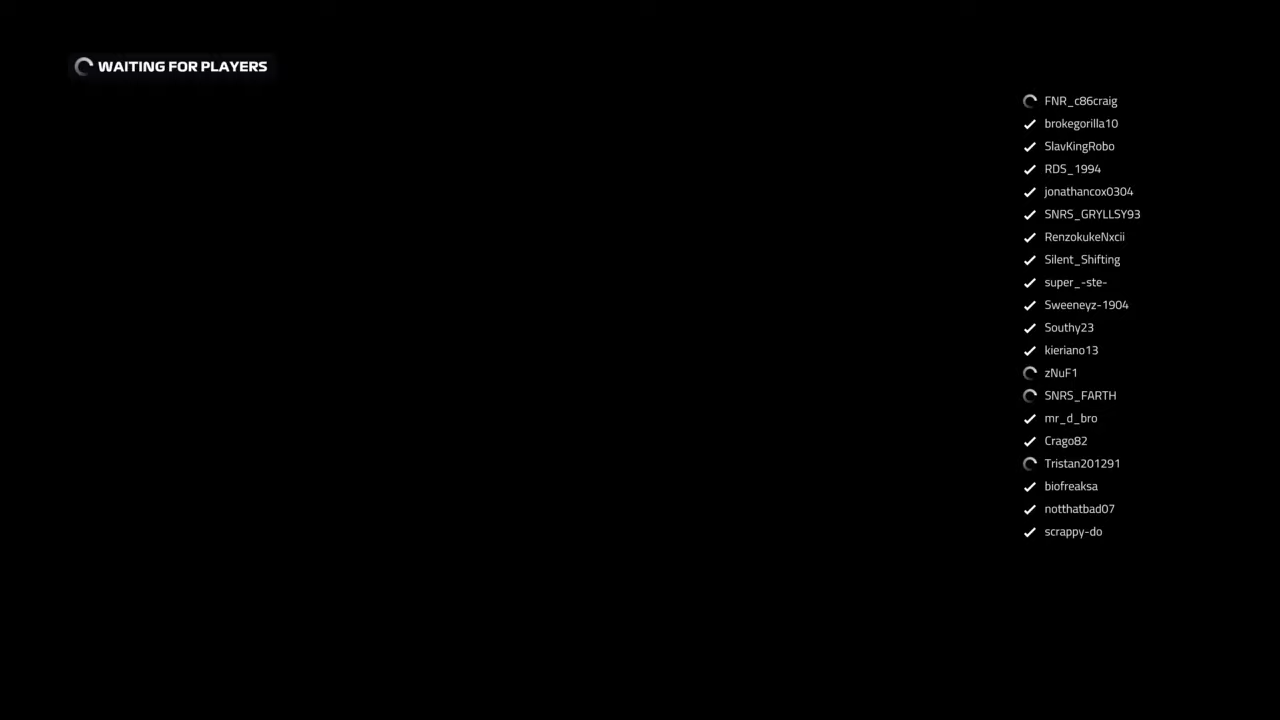 WAITING FOR PLAYERS
FNR_c86craig
brokegorilla10
SlavKingRobo
RDS_1994
jonathancox0304
SNRS_GRYLLSY93
RenzokukeNxcii
Silent_Shifting
super_-ste-
Sweeneyz-1904
Southy23
kieriano13
zNuF1
SNRS_FARTH
mr_d_bro
Crago82
Tristan201291
biofreaksa
notthatbad07
scrappy-do